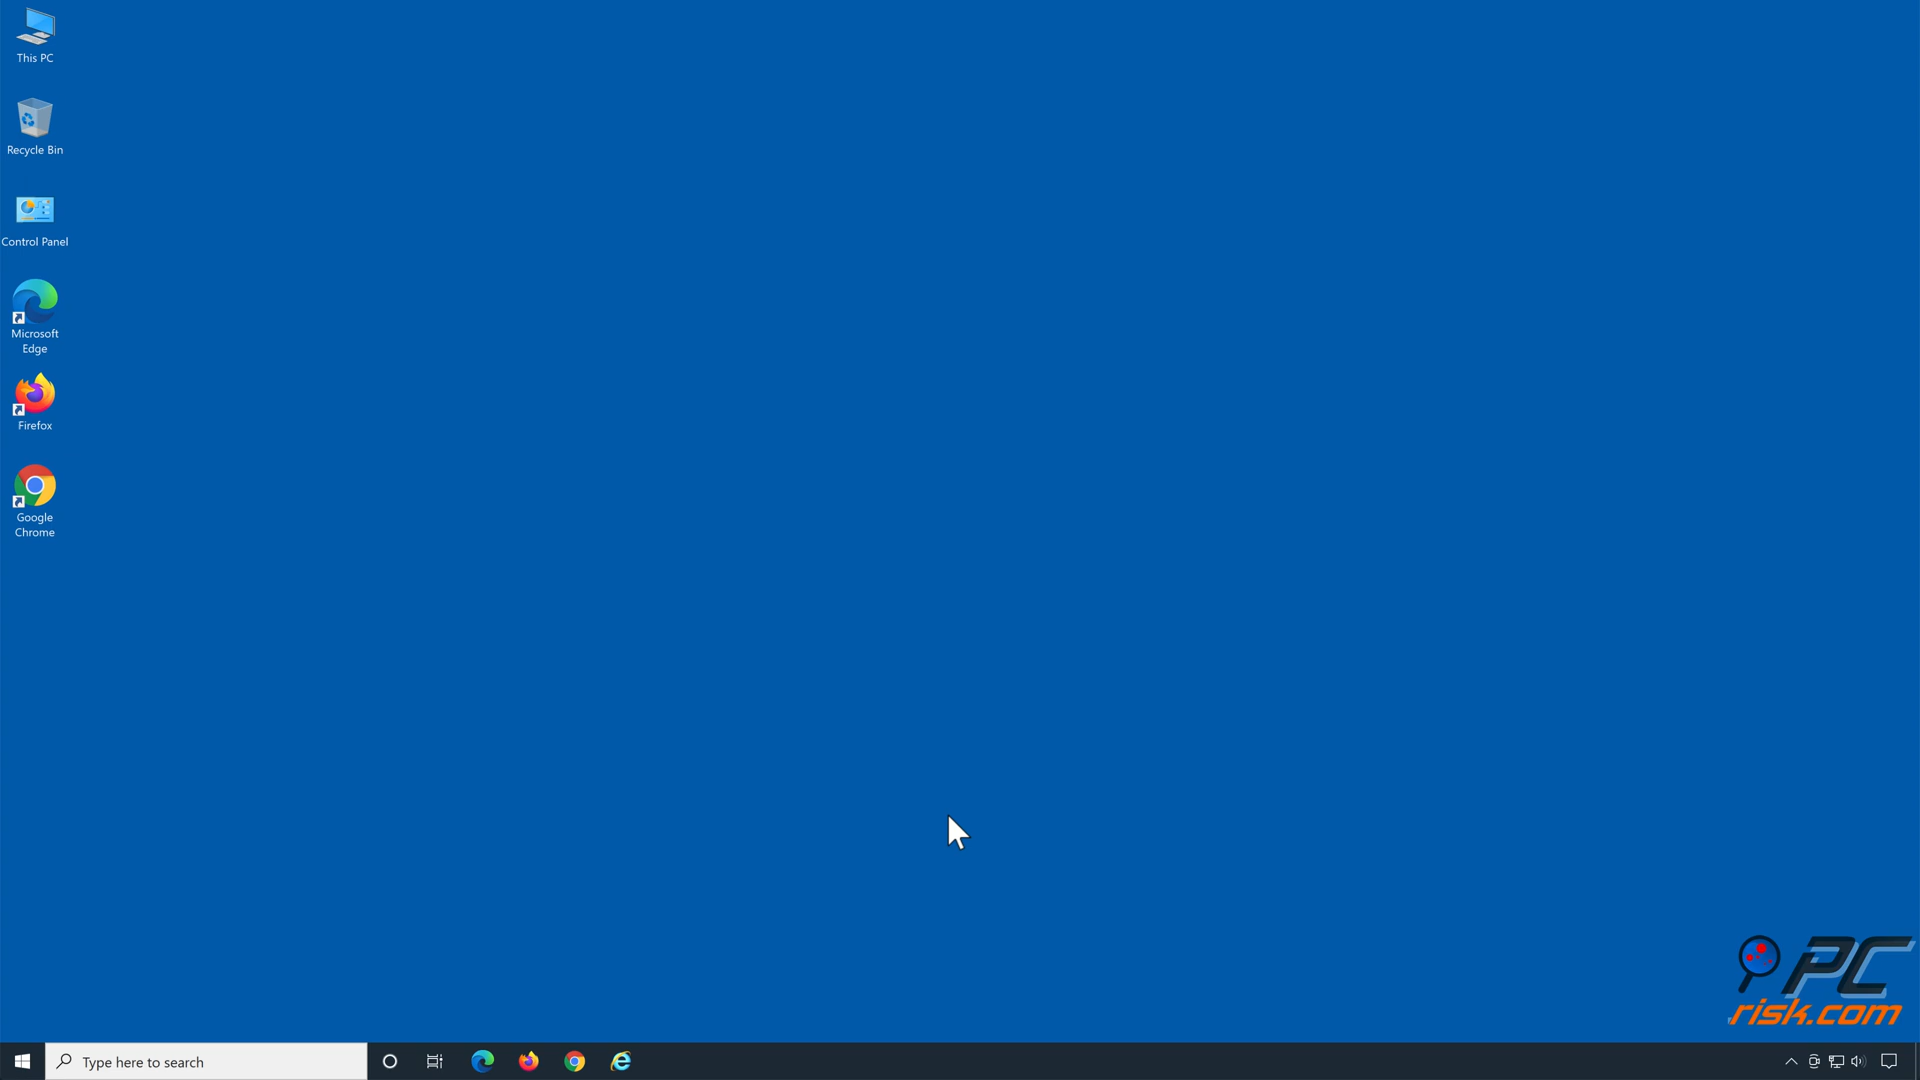 This PC
Recycle Bin
Control Panel
Microsoft
Edge
Firefox
Google
Chrome
PC
risk.com
Type here to search